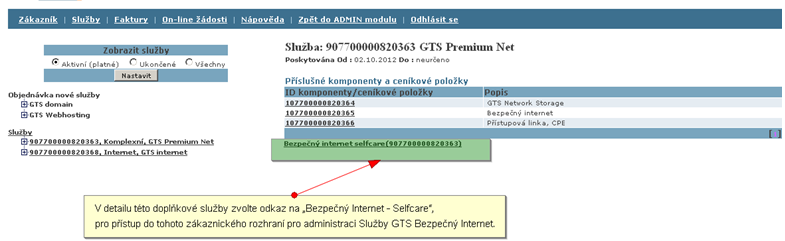 Zákazník | Služby | Faktury | On-line žádosti | Nápověda | Zpět do ADMIN modulu | Odhlásit se
Zobrazit služby
Aktivní (platné) Ukončené Všechny
Nastavit
Objednávka nové služby
GTS domain
GTS Webhosting
Služby
907700000820363, Komplexní, GTS Premium Net
907700000820368, Internet, GTS internet
Služba: 907700000820363 GTS Premium Net
Poskytována Od : 02.10.2012 Do : neurčeno
Příslušné komponenty a ceníkové položky
ID komponenty/ceníkové položky Popis
107700000820364 GTS Network Storage
107700000820365 Bezpečný internet
107700000820366 Přístupová linka, CPE
Bezpečný internet selfcare(907700000820363)
V detailu této doplňkové služby zvolte odkaz na „Bezpečný Internet - Selfcare“,
pro přístup do tohoto zákaznického rozhraní pro administraci Služby GTS Bezpečný Internet.